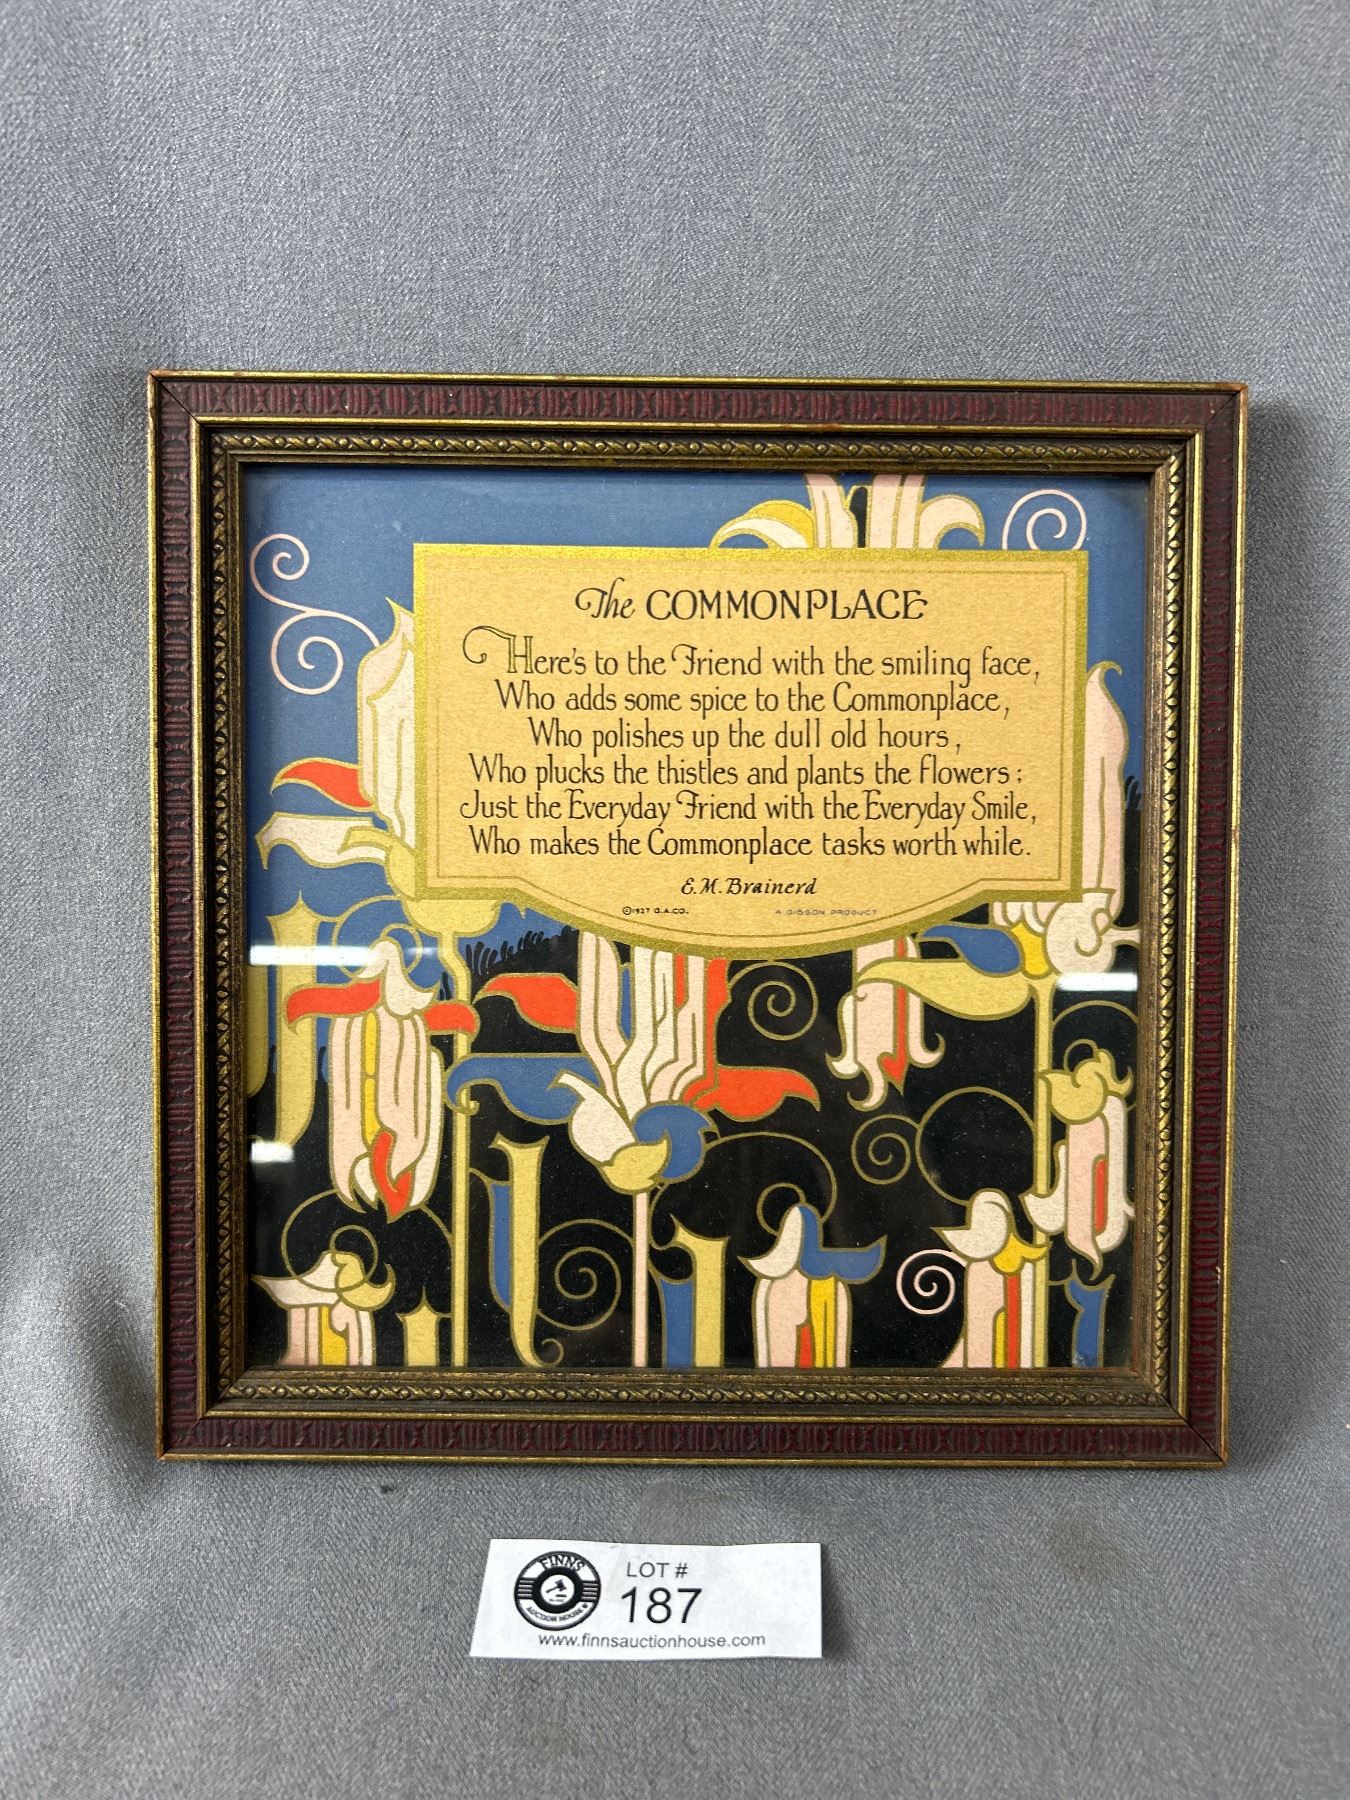 The COMMONPLACE
Here's to the Friend with the smiling face,
Who adds some spice to the Commonplace,
Who polishes up the dull old hours,
Who plucks the thistles and plants the flowers:
Just the Everyday Friend with the Everyday Smile,
Who makes the Commonplace tasks worth while.
E.M. Brainerd
©1927 G.A.CO. A GIBSON PRODUCT
FINNS
AUCTION HOUSE
LOT #
187
www.finnsauctionhouse.com